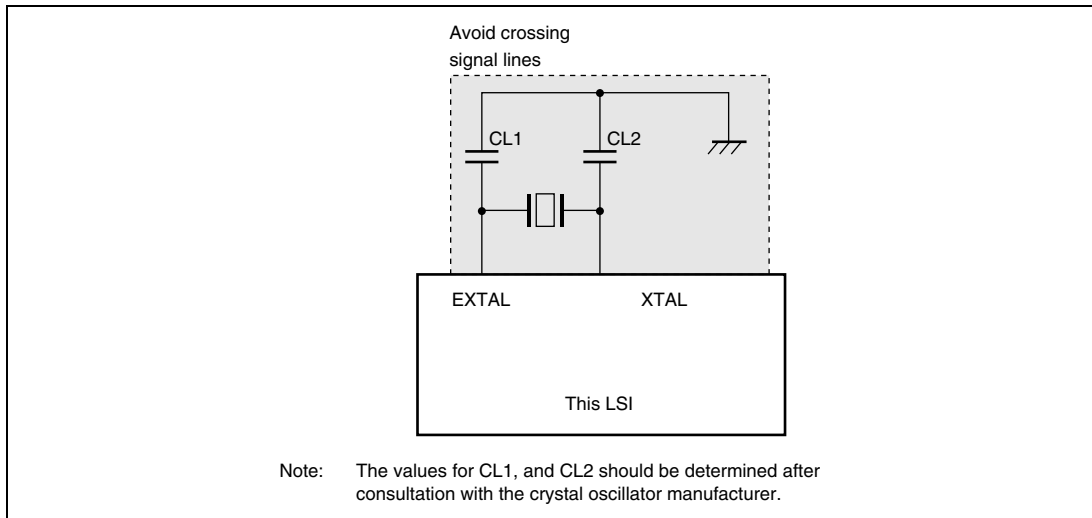 Avoid crossing
signal lines
CL1
CL2
EXTAL
XTAL
This LSI
Note: The values for CL1, and CL2 should be determined after
consultation with the crystal oscillator manufacturer.